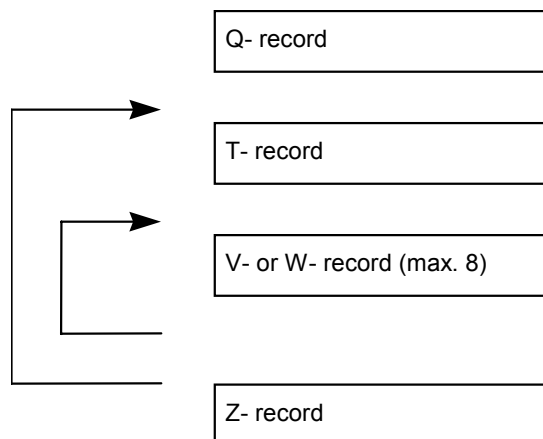 Q- record
T- record
V- or W- record (max. 8)
Z- record